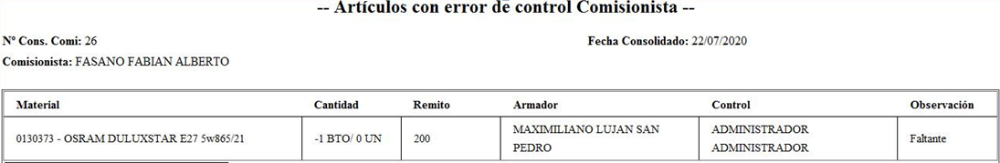 -- Artículos con error de control Comisionista --
Nº Cons. Comi: 26 Fecha Consolidado: 22/07/2020
Comisionista: FASANO FABIAN ALBERTO
Material Cantidad Remito Armador Control Observación
0130373 - OSRAM DULUXSTAR E27 5w865/21 -1 BTO/ 0 UN 200 MAXIMILIANO LUJAN SAN PEDRO ADMINISTRADOR ADMINISTRADOR Faltante